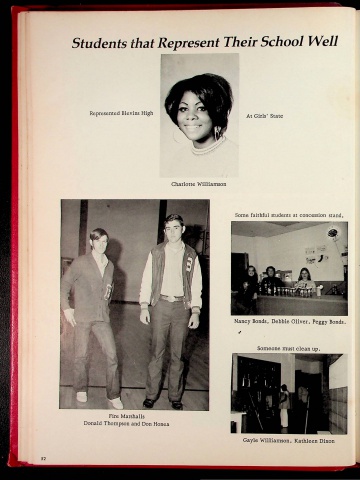 Students that Represent Their School Well
Represented Blevins High
At Girls' State
Charlotte Williamson
Some faithful students at concession stand,
Nancy Bonds, Debbie Oliver, Peggy Bonds.
Someone must clean up.
Fire Marshalls
Donald Thompson and Don Honea
Gayle Williamson, Kathleen Dixon
52